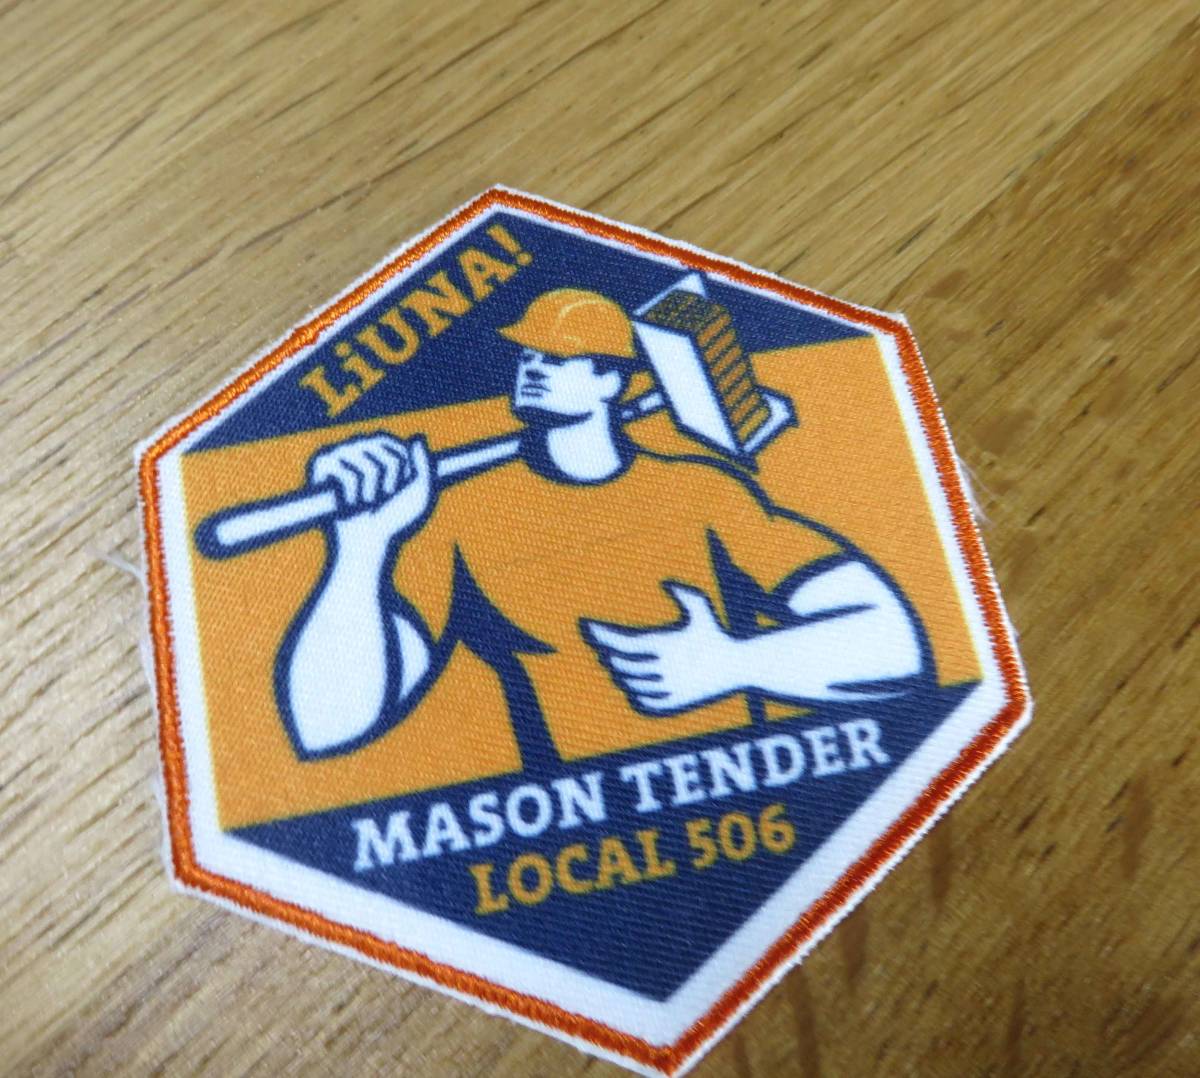 LiUNA!
MASON TENDER
LOCAL 506